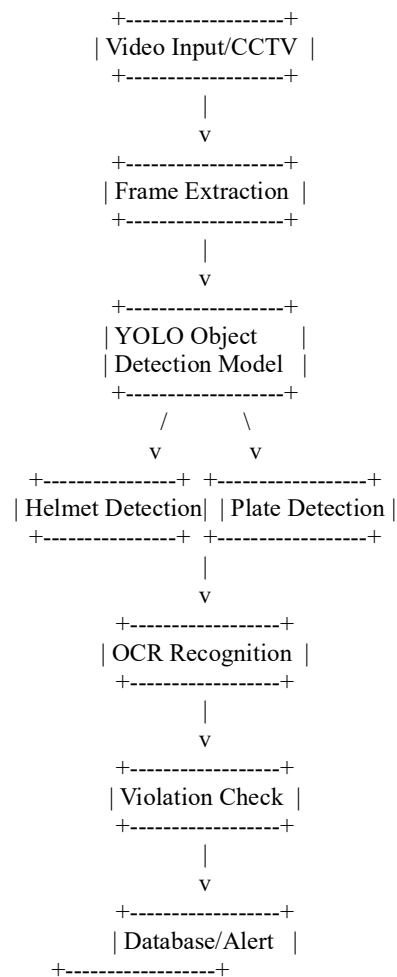 +-------------------+
| Video Input/CCTV |
+-------------------+
|
v
+-------------------+
| Frame Extraction |
+-------------------+
|
v
+-------------------+
| YOLO Object |
| Detection Model |
+-------------------+
/ \
v v
+----------------+ +------------------+
| Helmet Detection| | Plate Detection |
+----------------+ +------------------+
|
v
+-------------------+
| OCR Recognition |
+-------------------+
|
v
+------------------+
| Violation Check |
+------------------+
|
v
+------------------+
| Database/Alert |
+------------------+